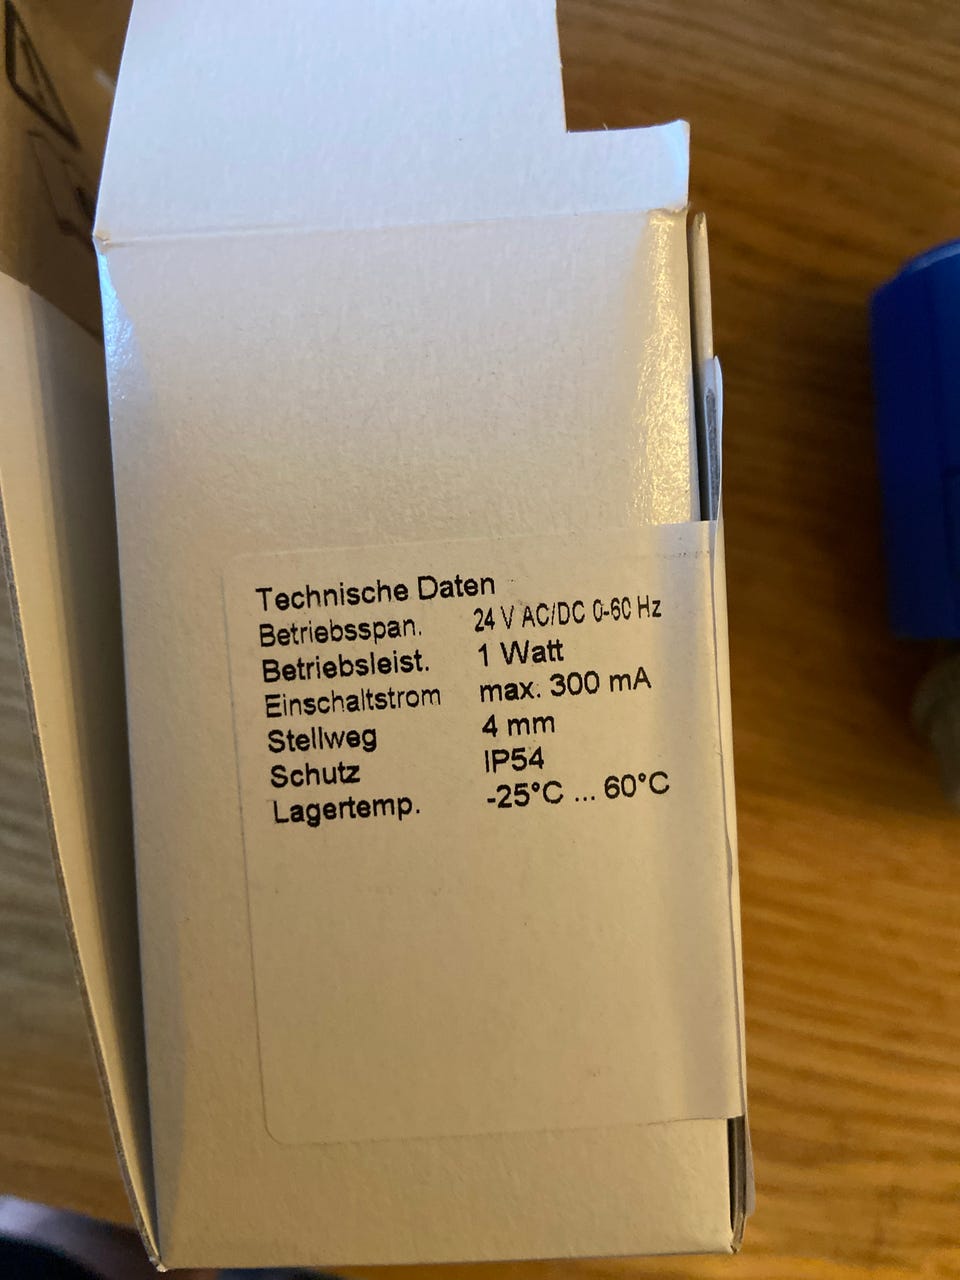 Technische Daten
Betriebsspan. 24 V AC/DC 0-60 Hz
Betriebsleist. 1 Watt
Einschaltstrom max. 300 mA
Stellweg 4 mm
Schutz IP54
Lagertemp. -25°C ... 60°C